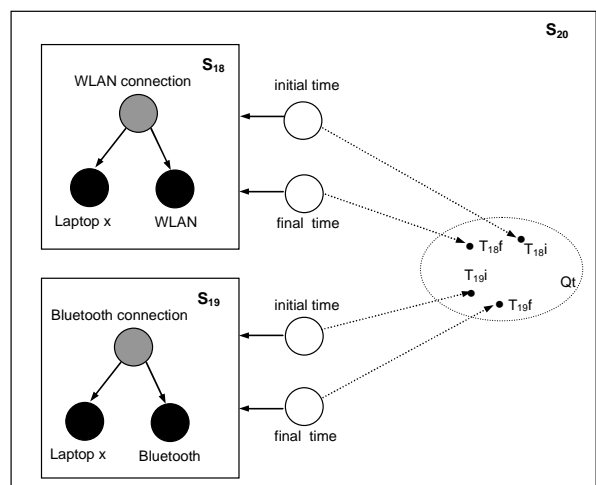 S20
S18
WLAN connection
Laptop x
WLAN
initial time
final time
T18f
T18i
T19i
Qt
T19f
S19
Bluetooth connection
Laptop x
Bluetooth
initial time
final time